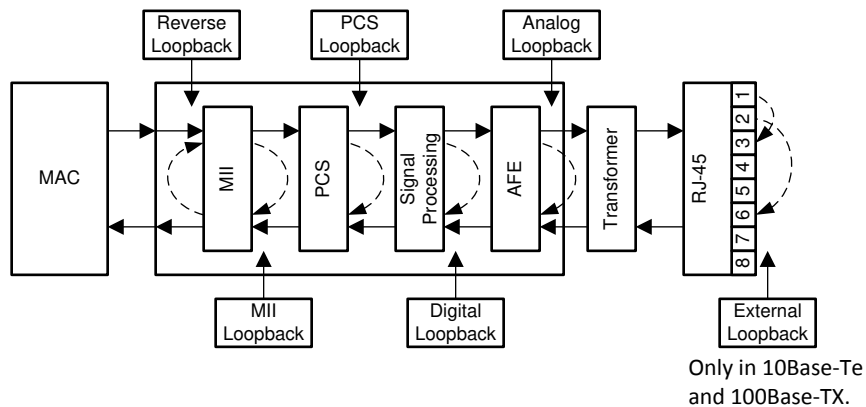 Reverse
Loopback
PCS
Loopback
Analog
Loopback
MAC
MII
PCS
Signal
Processing
AFE
Transformer
RJ-45
1
2
3
4
5
6
7
8
MII
Loopback
Digital
Loopback
External
Loopback
Only in 10Base-Te
and 100Base-TX.